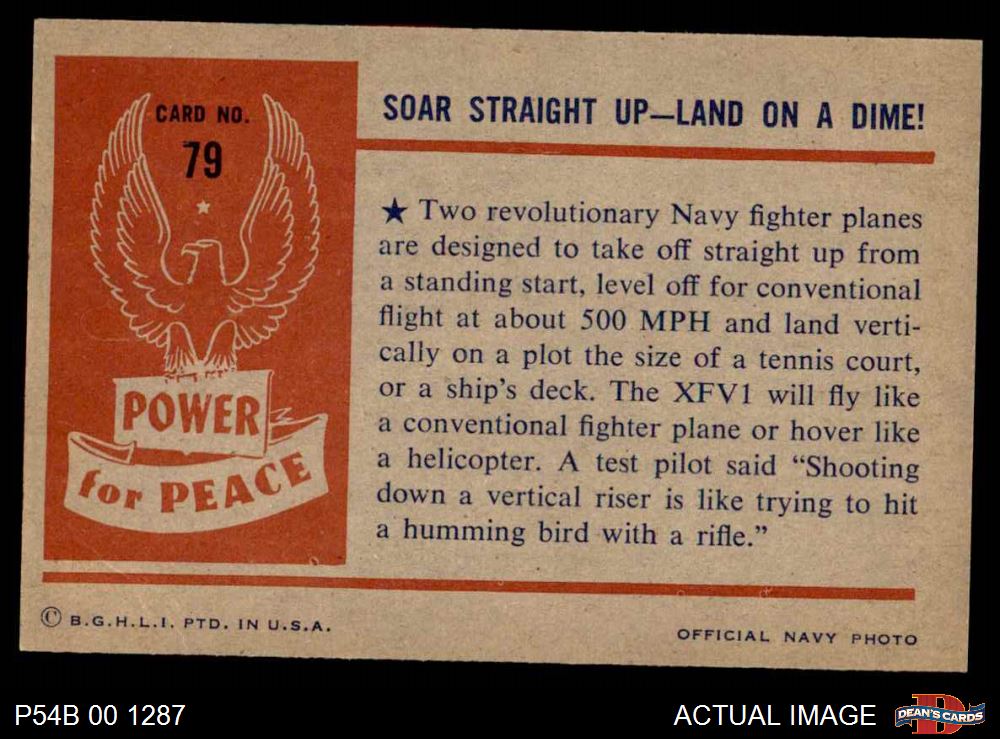 CARD NO.
79
POWER
for PEACE
SOAR STRAIGHT UP—LAND ON A DIME!
★ Two revolutionary Navy fighter planes
are designed to take off straight up from
a standing start, level off for conventional
flight at about 500 MPH and land verti-
cally on a plot the size of a tennis court,
or a ship's deck. The XFV1 will fly like
a conventional fighter plane or hover like
a helicopter. A test pilot said “Shooting
down a vertical riser is like trying to hit
a humming bird with a rifle.”
© B.G.H.L.I. PTD. IN U.S.A.
OFFICIAL NAVY PHOTO
P54B 00 1287
ACTUAL IMAGE
D
DEAN'S CARDS